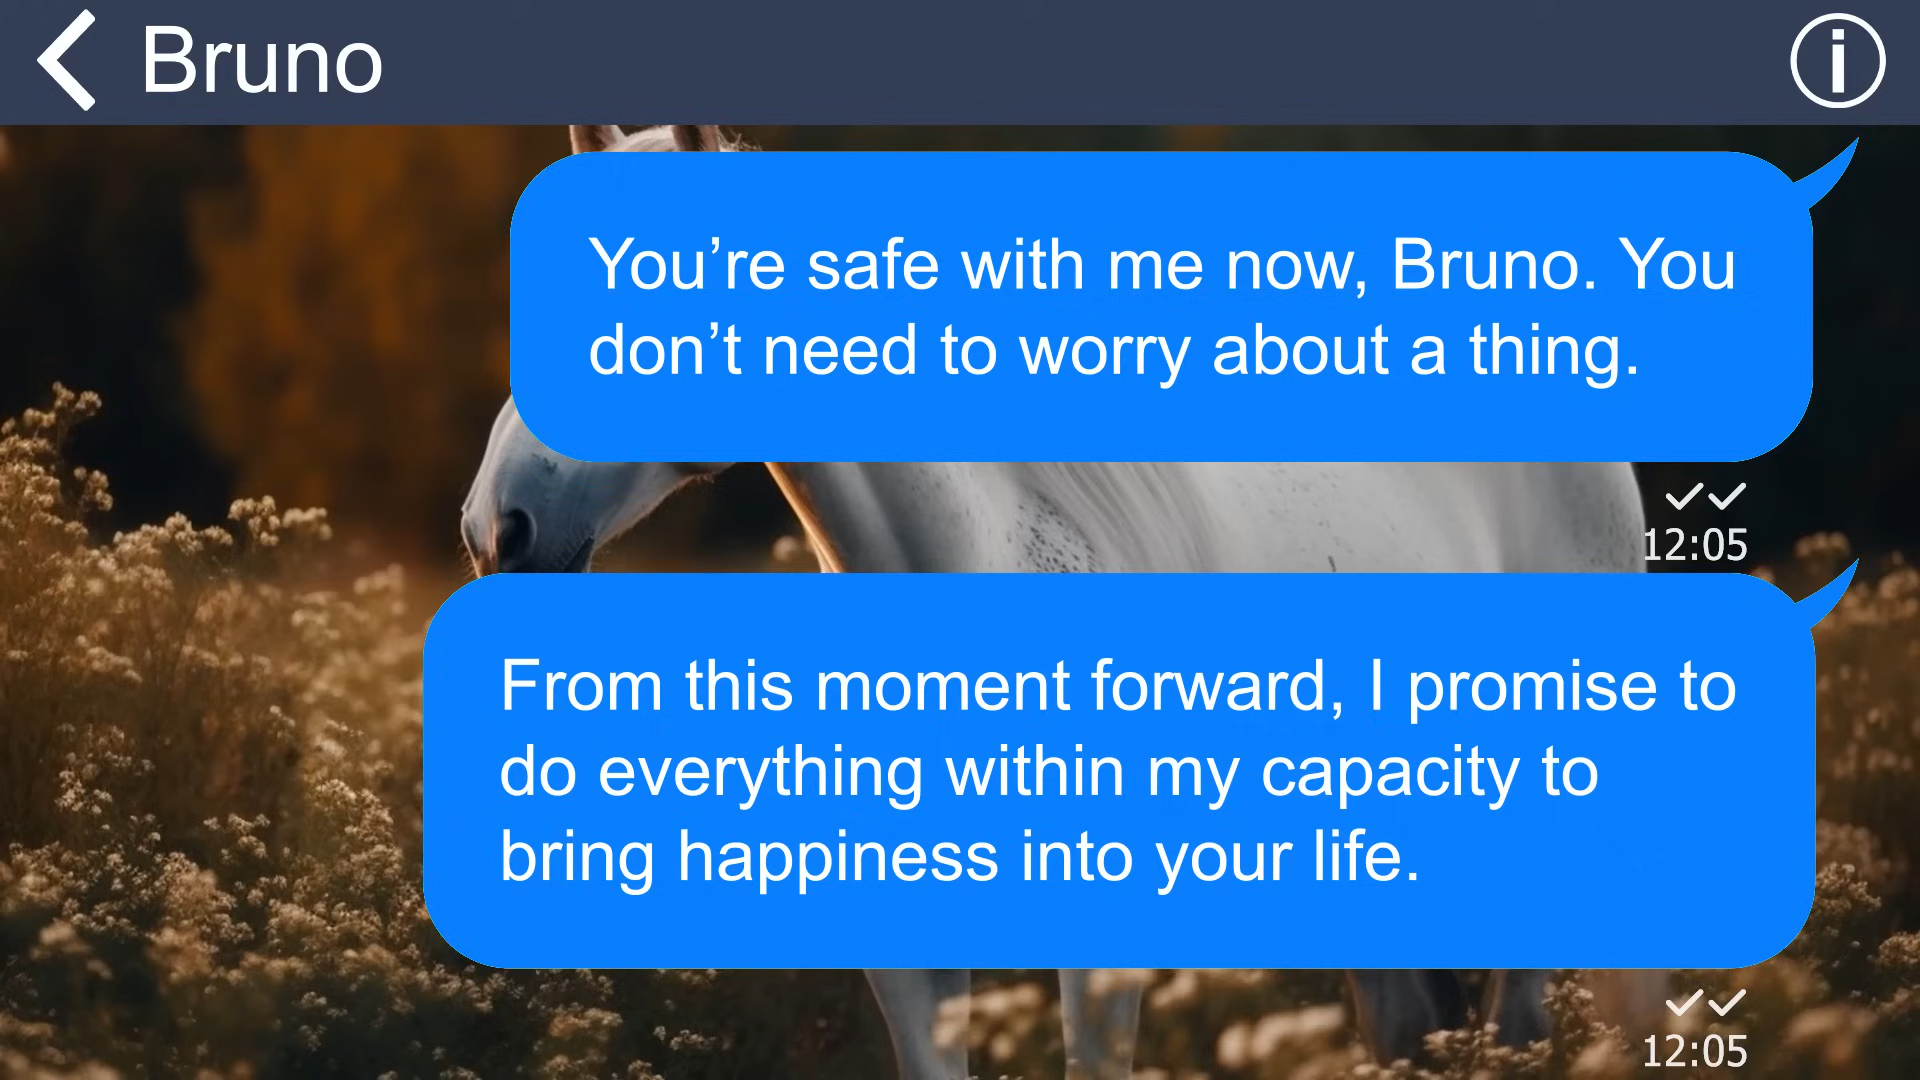 Bruno
You’re safe with me now, Bruno. You
don’t need to worry about a thing.
12:05
From this moment forward, I promise to
do everything within my capacity to
bring happiness into your life.
12:05